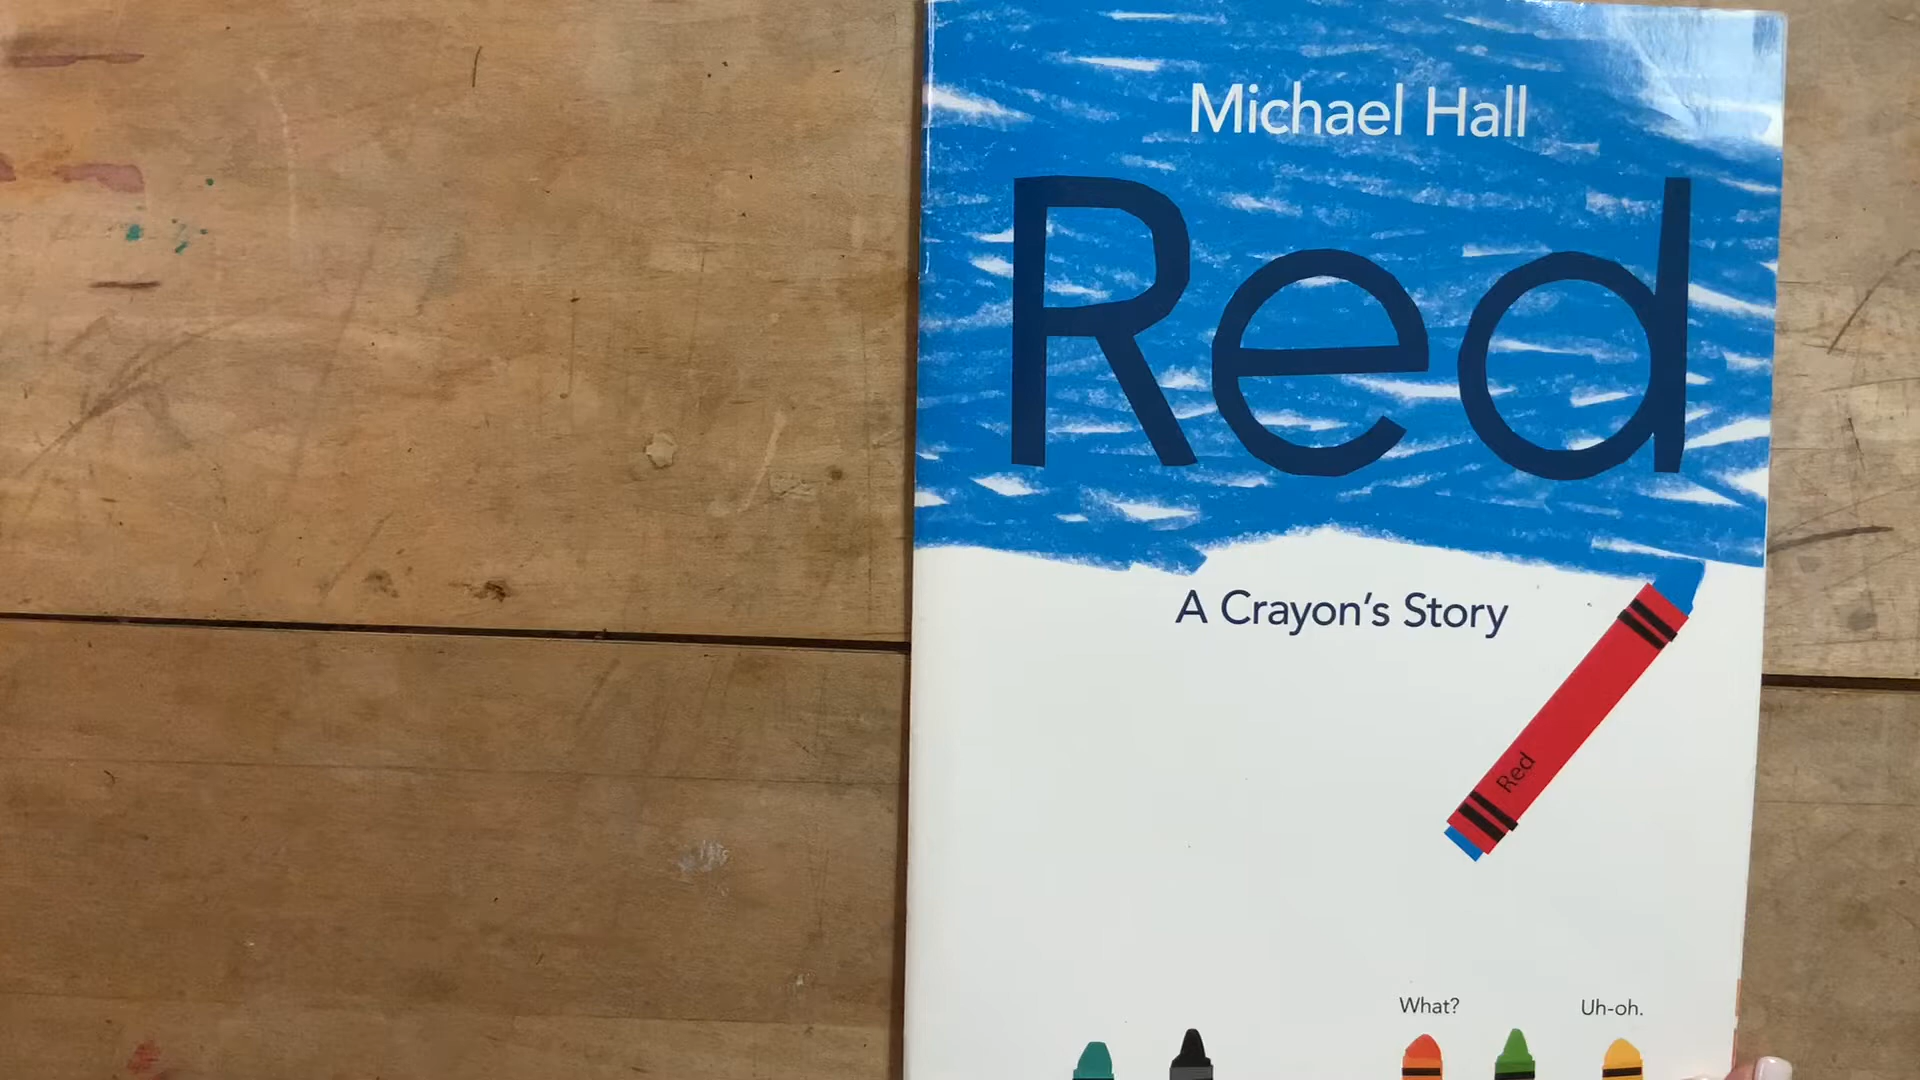 Michael Hall
Red
A Crayon's Story
Red
What?
Uh-oh.